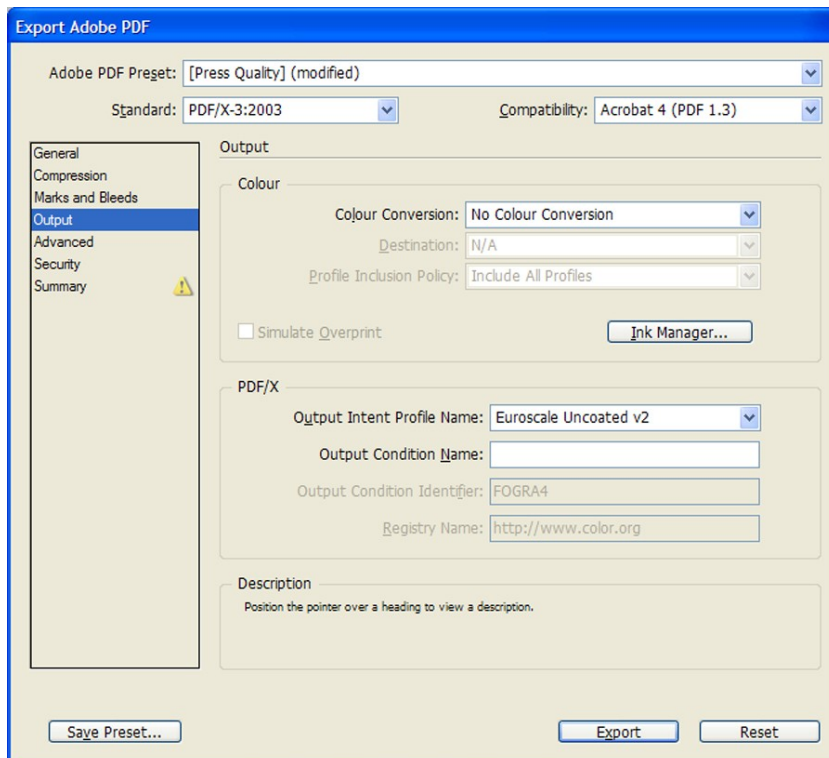 Export Adobe PDF
Adobe PDF Preset: [Press Quality] (modified)
Standard: PDF/X-3:2003 Compatibility: Acrobat 4 (PDF 1.3)
General
Compression
Marks and Bleeds
Output
Advanced
Security
Summary
Output
Colour
Colour Conversion: No Colour Conversion
Destination: N/A
Profile Inclusion Policy: Include All Profiles
Simulate Overprint Ink Manager...
PDF/X
Output Intent Profile Name: Euroscale Uncoated v2
Output Condition Name:
Output Condition Identifier: FOGRA4
Registry Name: http://www.color.org
Description
Position the pointer over a heading to view a description.
Save Preset... Export Reset